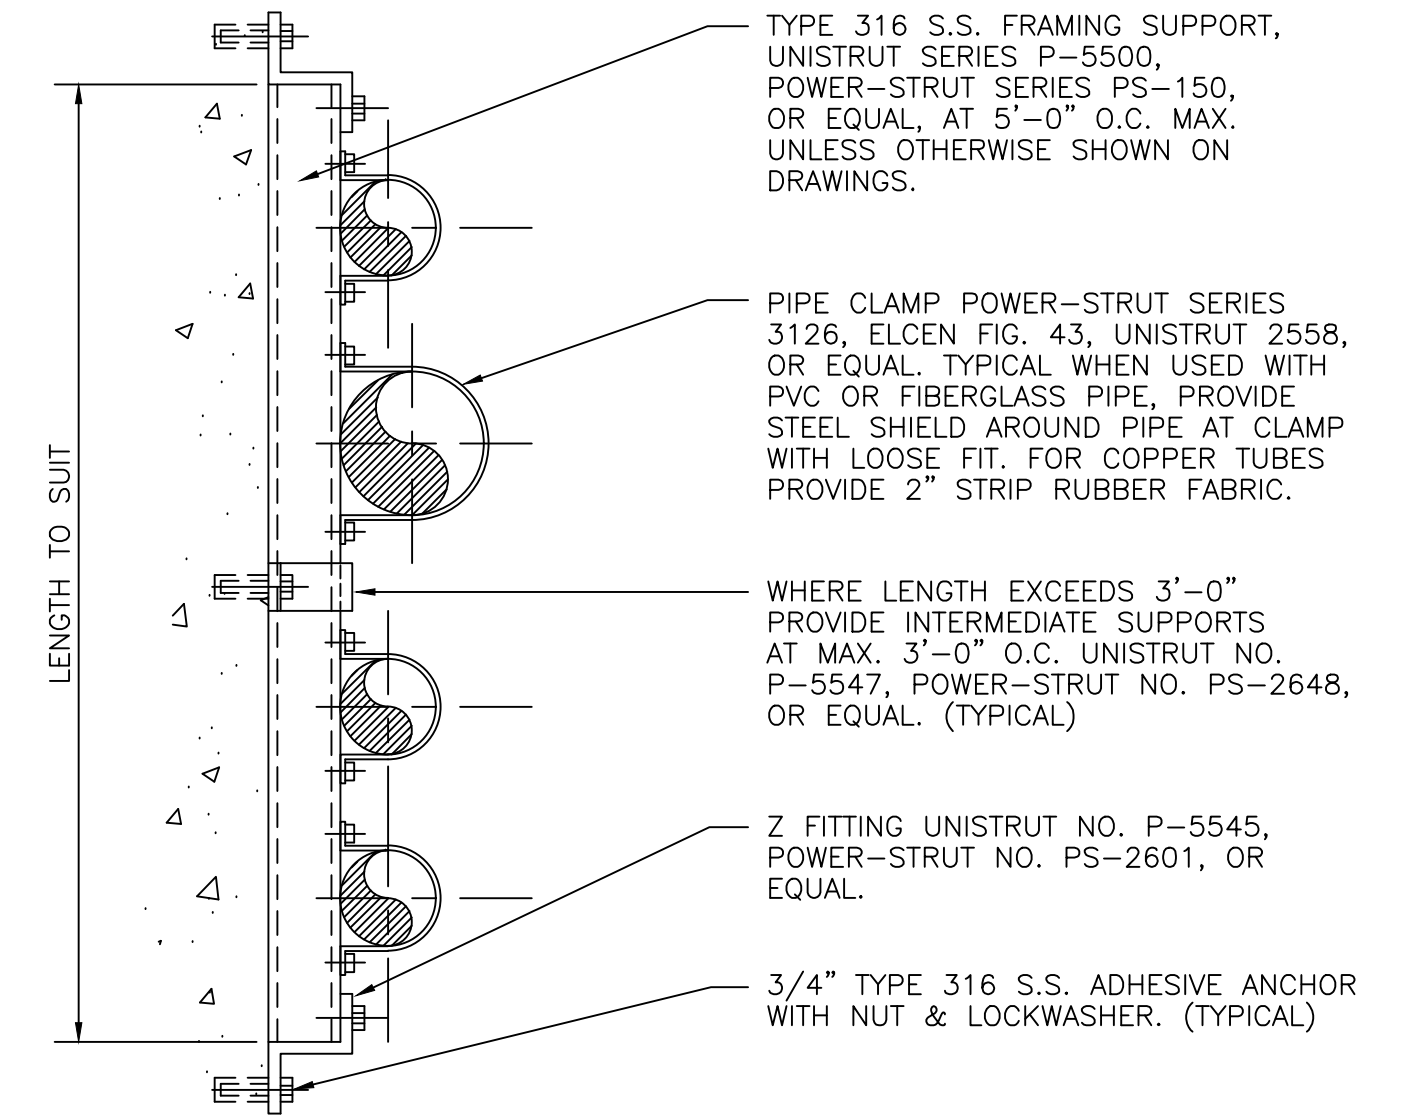 TYPE 316 S.S. FRAMING SUPPORT,
UNISTRUT SERIES P-5500,
POWER-STRUT SERIES PS-150,
OR EQUAL, AT 5'-0" O.C. MAX.
UNLESS OTHERWISE SHOWN ON
DRAWINGS.
PIPE CLAMP POWER-STRUT SERIES
3126, ELCEN FIG. 43, UNISTRUT 2558,
OR EQUAL. TYPICAL WHEN USED WITH
PVC OR FIBERGLASS PIPE, PROVIDE
STEEL SHIELD AROUND PIPE AT CLAMP
WITH LOOSE FIT. FOR COPPER TUBES
PROVIDE 2" STRIP RUBBER FABRIC.
LENGTH TO SUIT
WHERE LENGTH EXCEEDS 3'-0"
PROVIDE INTERMEDIATE SUPPORTS
AT MAX. 3'-0" O.C. UNISTRUT NO.
P-5547, POWER-STRUT NO. PS-2648,
OR EQUAL. (TYPICAL)
Z FITTING UNISTRUT NO. P-5545,
POWER-STRUT NO. PS-2601, OR
EQUAL.
3/4" TYPE 316 S.S. ADHESIVE ANCHOR
WITH NUT & LOCKWASHER. (TYPICAL)